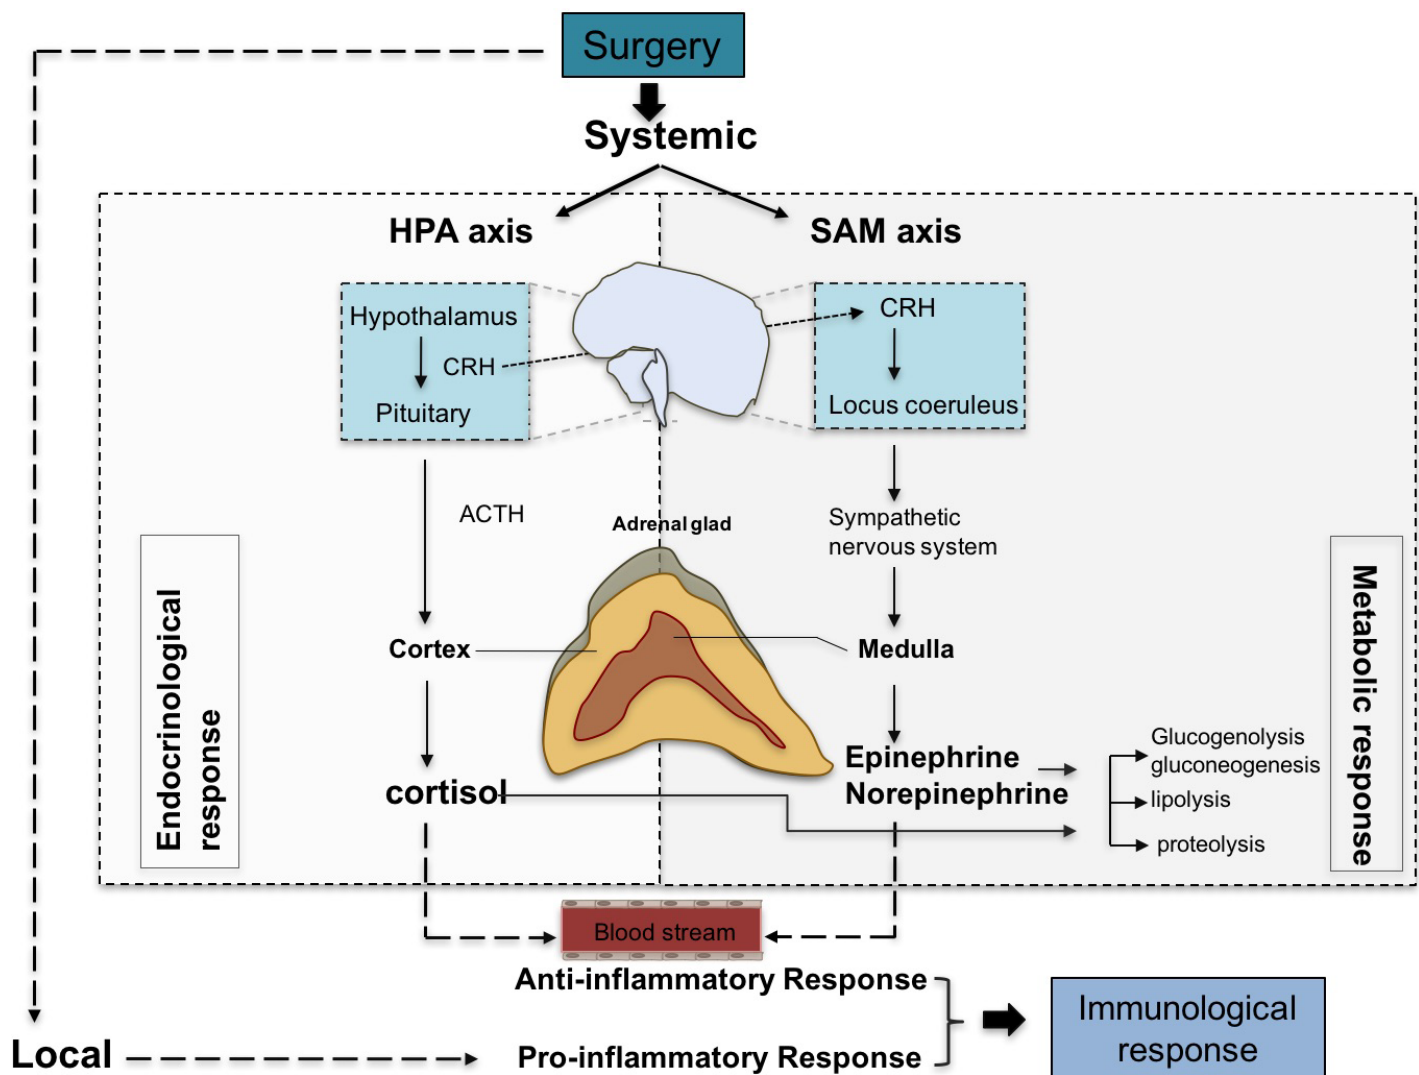 Surgery
Systemic
HPA axis
SAM axis
Hypothalamus
CRH
Pituitary
CRH
Locus coeruleus
ACTH
Adrenal glad
Sympathetic
nervous system
Cortex
Medulla
Endocrinological
response
Metabolic response
cortisol
Epinephrine
Norepinephrine
Glucogenolysis
gluconeogenesis
lipolysis
proteolysis
Blood stream
Anti-inflammatory Response
Immunological
response
Local
Pro-inflammatory Response